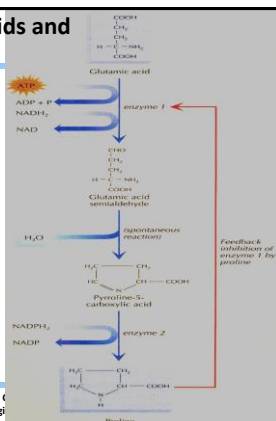 ids and
COOH
CH₂
CH₂
H — C — NH₂
COOH
Glutamic acid
ATP
ADP + P
enzyme 1
NADH₂
NAD
CHO
CH₂
CH₂
H — C — NH₂
COOH
Glutamic acid
semialdehyde
(spontaneous
reaction)
H₂O
Feedback
inhibition of
enzyme 1 by
proline
H₂C CH₂
HC CH — COOH
N
Pyrroline-5-
carboxylic acid
NADPH₂
enzyme 2
NADP
H₂C CH₂
H₂C CH — COOH
N
H
Proline